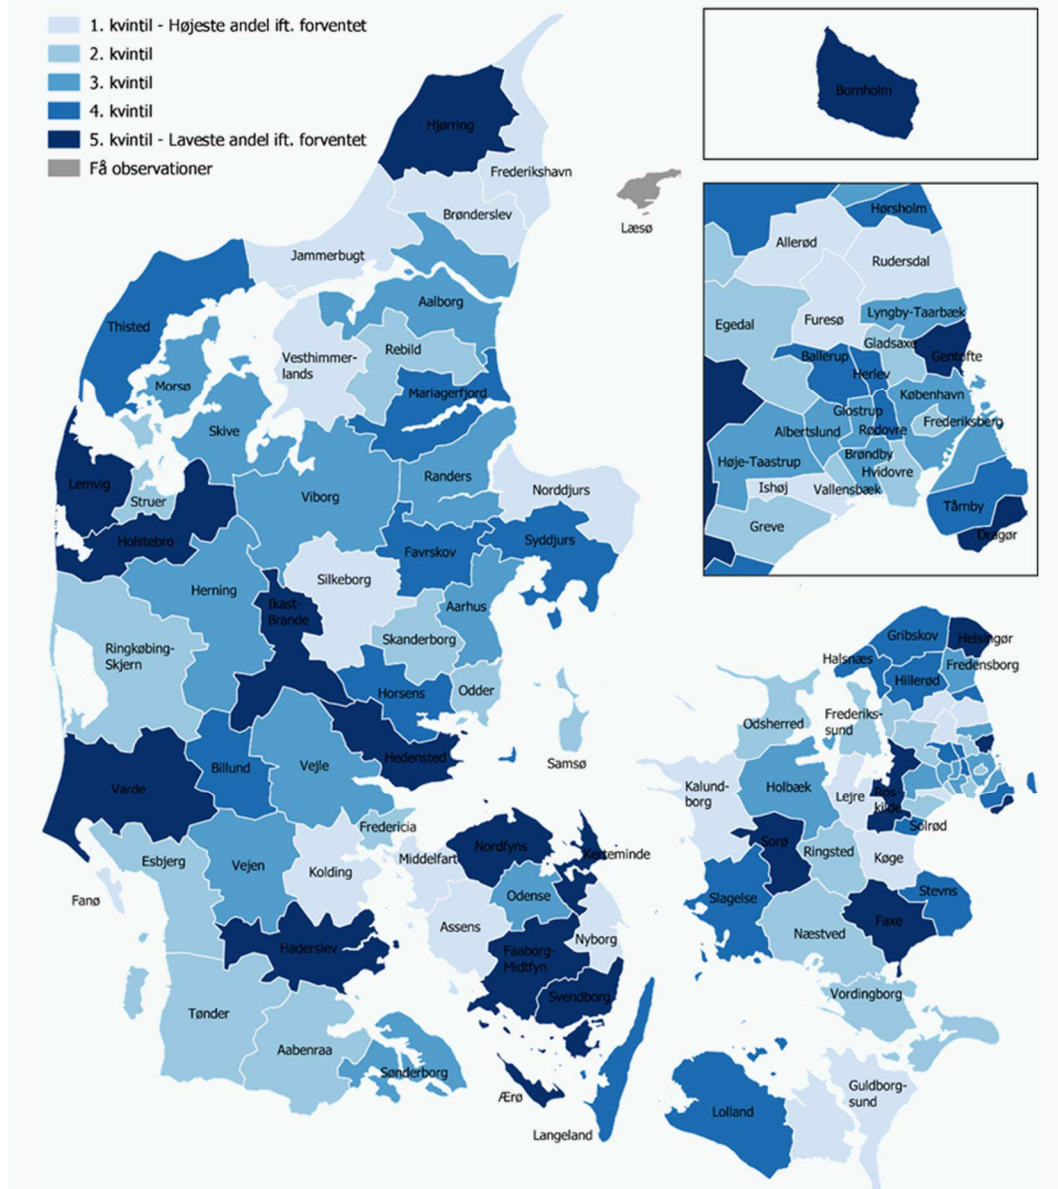 1. kvintil - Højeste andel ift. forventet
2. kvintil
3. kvintil
4. kvintil
5. kvintil - Laveste andel ift. forventet
Få observationer
Hjørring
Frederikshavn
Brønderslev
Jammerbugt
Læsø
Thisted
Aalborg
Vesthimmer-
lands
Rebild
Morsø
Mariagerfjord
Skive
Lemvig
Struer
Viborg
Randers
Norddjurs
Holstebro
Favrskov
Syddjurs
Herning
Silkeborg
Ikast-
Brande
Aarhus
Skanderborg
Ringkøbing-
Skjern
Horsens
Odder
Samsø
Hedensted
Billund
Vejle
Varde
Fredericia
Esbjerg
Vejen
Kolding
Middelfart
Nordfyns
Kerteminde
Fanø
Odense
Assens
Nyborg
Haderslev
Faaborg-
Midtfyn
Svendborg
Tønder
Aabenraa
Sønderborg
Ærø
Langeland
Bornholm
Hørsholm
Allerød
Rudersdal
Egedal
Furesø
Lyngby-Taarbæk
Gladsaxe
Ballerup
Gentofte
Herlev
København
Glostrup
Frederiksberg
Albertslund
Rødovre
Brøndby
Høje-Taastrup
Hvidovre
Ishøj
Vallensbæk
Greve
Tårnby
Dragør
Gribskov
Helsingør
Halsnæs
Fredensborg
Hillerød
Odsherred
Frederiks-
sund
Kalund-
borg
Holbæk
Lejre
Ros-
kilde
Solrød
Sorø
Ringsted
Køge
Slagelse
Stevns
Faxe
Næstved
Vordingborg
Guldborg-
sund
Lolland